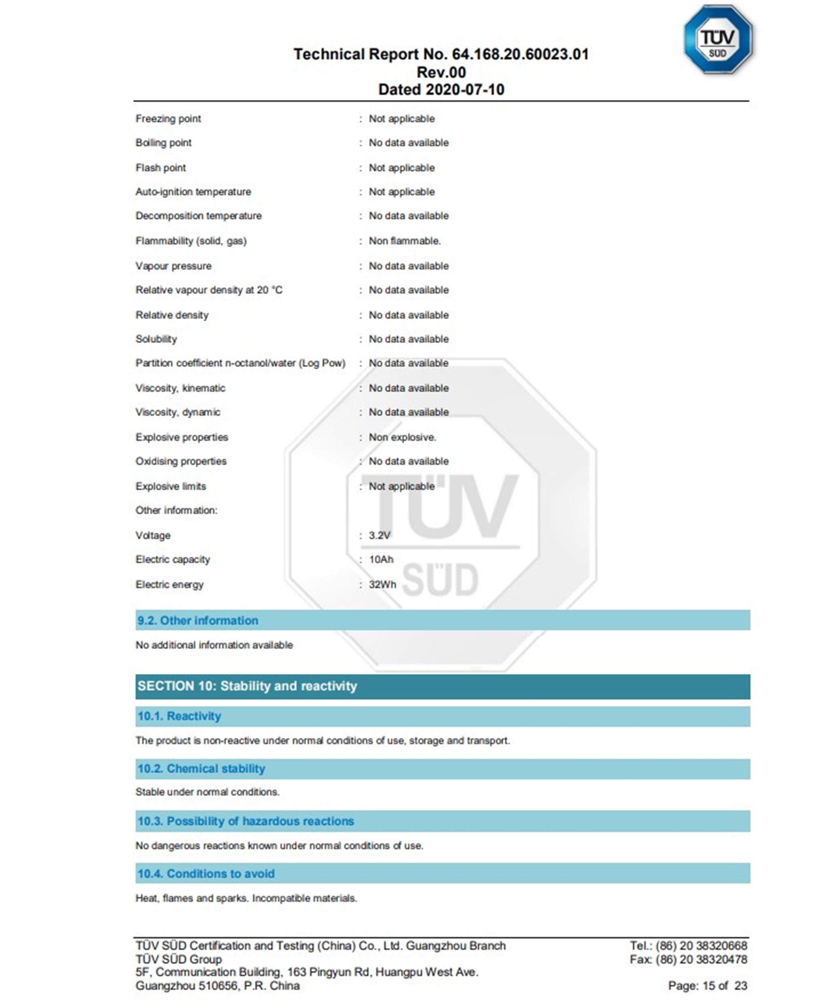 TÜV
SÜD
Technical Report No. 64.168.20.60023.01
Rev.00
Dated 2020-07-10
Freezing point : Not applicable
Boiling point : No data available
Flash point : Not applicable
Auto-ignition temperature : Not applicable
Decomposition temperature : No data available
Flammability (solid, gas) : Non flammable.
Vapour pressure : No data available
Relative vapour density at 20 °C : No data available
Relative density : No data available
Solubility : No data available
Partition coefficient n-octanol/water (Log Pow) : No data available
Viscosity, kinematic : No data available
Viscosity, dynamic : No data available
Explosive properties : Non explosive.
Oxidising properties : No data available
Explosive limits : Not applicable
Other information:
TÜV
Voltage : 3.2V
Electric capacity : 10Ah
SÜD
Electric energy : 32Wh
9.2. Other information
No additional information available
SECTION 10: Stability and reactivity
10.1. Reactivity
The product is non-reactive under normal conditions of use, storage and transport.
10.2. Chemical stability
Stable under normal conditions.
10.3. Possibility of hazardous reactions
No dangerous reactions known under normal conditions of use.
10.4. Conditions to avoid
Heat, flames and sparks. Incompatible materials.
TÜV SÜD Certification and Testing (China) Co., Ltd. Guangzhou Branch Tel.: (86) 20 38320668
TÜV SÜD Group Fax: (86) 20 38320478
5F, Communication Building, 163 Pingyun Rd, Huangpu West Ave.
Guangzhou 510656, P.R. China Page: 15 of 23